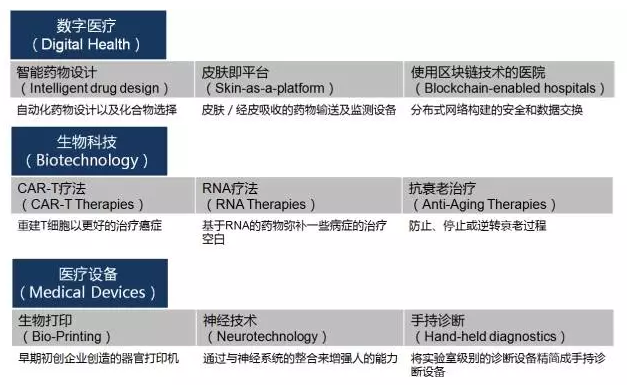 数字医疗
（Digital Health）
智能药物设计
（Intelligent drug design）
皮肤即平台
（Skin-as-a-platform）
使用区块链技术的医院
（Blockchain-enabled hospitals）
自动化药物设计以及化合物选择
皮肤／经皮吸收的药物输送及监测设备
分布式网络构建的安全和数据交换
生物科技
（Biotechnology）
CAR-T疗法
（CAR-T Therapies）
RNA疗法
（RNA Therapies）
抗衰老治疗
（Anti-Aging Therapies）
重建T细胞以更好的治疗癌症
基于RNA的药物弥补一些病症的治疗
空白
防止、停止或逆转衰老过程
医疗设备
（Medical Devices）
生物打印
（Bio-Printing）
神经技术
（Neurotechnology）
手持诊断
（Hand-held diagnostics）
早期初创企业创造的器官打印机
通过与神经系统的整合来增强人的能力
将实验室级别的诊断设备精简成手持诊
断设备